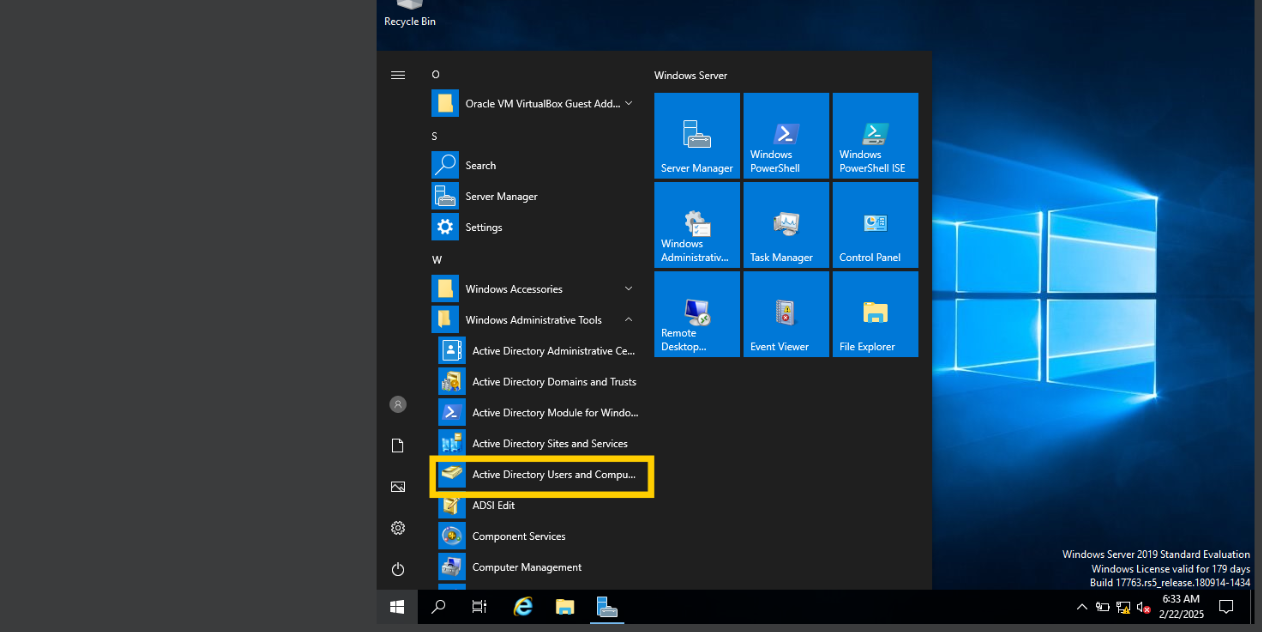 Recycle Bin
O
Oracle VM VirtualBox Guest Add...
S
Search
Server Manager
Settings
W
Windows Accessories
Windows Administrative Tools
Active Directory Administrative Ce...
Active Directory Domains and Trusts
Active Directory Module for Windo...
Active Directory Sites and Services
Active Directory Users and Compu...
ADSI Edit
Component Services
Computer Management
Windows Server
Server Manager
Windows
PowerShell
Windows
PowerShell ISE
Windows
Administrativ...
Task Manager
Control Panel
Remote
Desktop...
Event Viewer
File Explorer
Windows Server 2019 Standard Evaluation
Windows License valid for 179 days
Build 17763.rs5_release.180914-1434
6:33 AM
2/22/2025